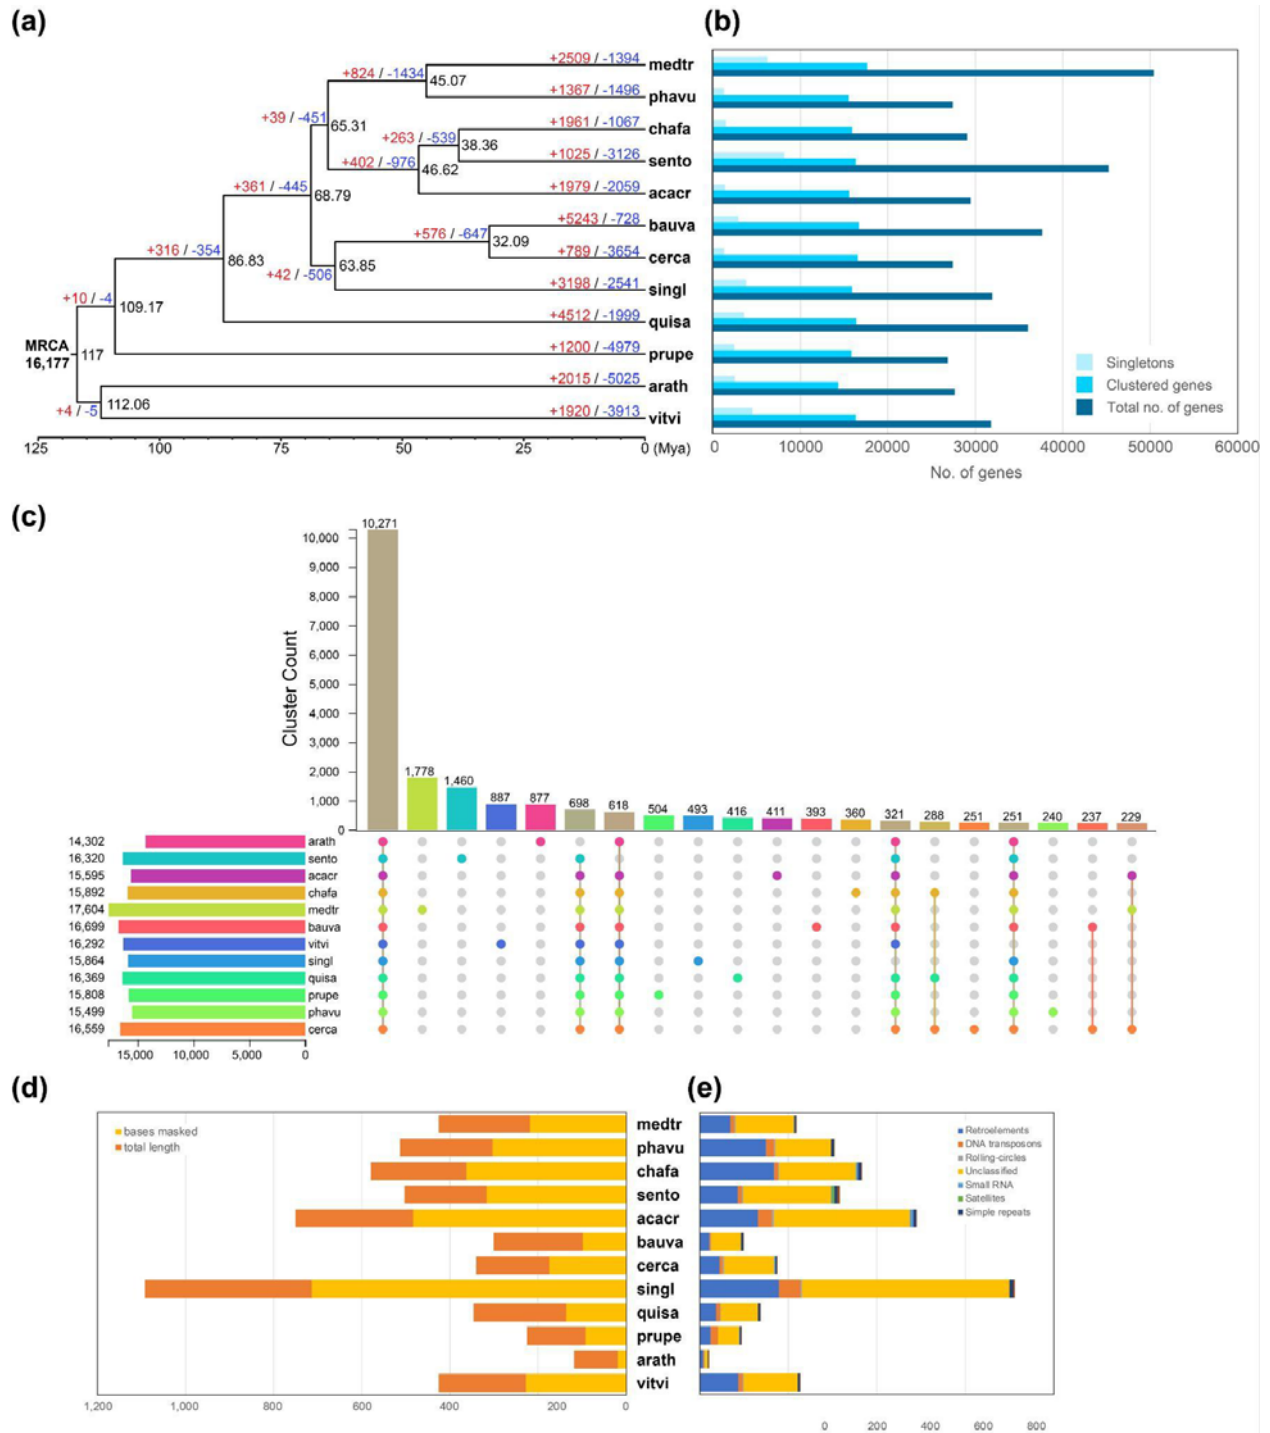 (a)
+2509 / -1394 medtr
+824 / -1434
45.07
+1367 / -1496 phavu
+39 / -451
65.31
+1961 / -1067 chafa
+263 / -539
38.36
+1025 / -3126 sento
+402 / -976
46.62
+1979 / -2059 acacr
+361 / -445
68.79
+5243 / -728 bauva
+576 / -647
32.09
+789 / -3654 cerca
+316 / -354
86.83
+42 / -506
63.85
+3198 / -2541 singl
+10 / -4
109.17
+4512 / -1999 quisa
MRCA
16,177
117
+1200 / -4979 prupe
+2015 / -5025 arath
112.06
+4 / -5
+1920 / -3913 vitvi
125 100 75 50 25 0 (Mya)
(b)
Singletons
Clustered genes
Total no. of genes
0 10000 20000 30000 40000 50000 60000
No. of genes
(c)
Cluster Count
10,000
9,000
8,000
7,000
6,000
5,000
4,000
3,000
2,000
1,000
0
10,271 1,778 1,460 887 877 698 618 504 493 416 411 393 360 321 288 251 251 240 237 229
14,302 arath
16,320 sento
15,595 acacr
15,892 chafa
17,604 medtr
16,699 bauva
16,292 vitvi
15,864 singl
16,369 quisa
15,808 prupe
15,499 phavu
16,559 cerca
15,000 10,000 5,000 0
(d)
bases masked
total length
medtr
phavu
chafa
sento
acacr
bauva
cerca
singl
quisa
prupe
arath
vitvi
1,200 1,000 800 600 400 200 0
(e)
Retroelements
DNA transposons
Rolling-circles
Unclassified
Small RNA
Satellites
Simple repeats
0 200 400 600 800